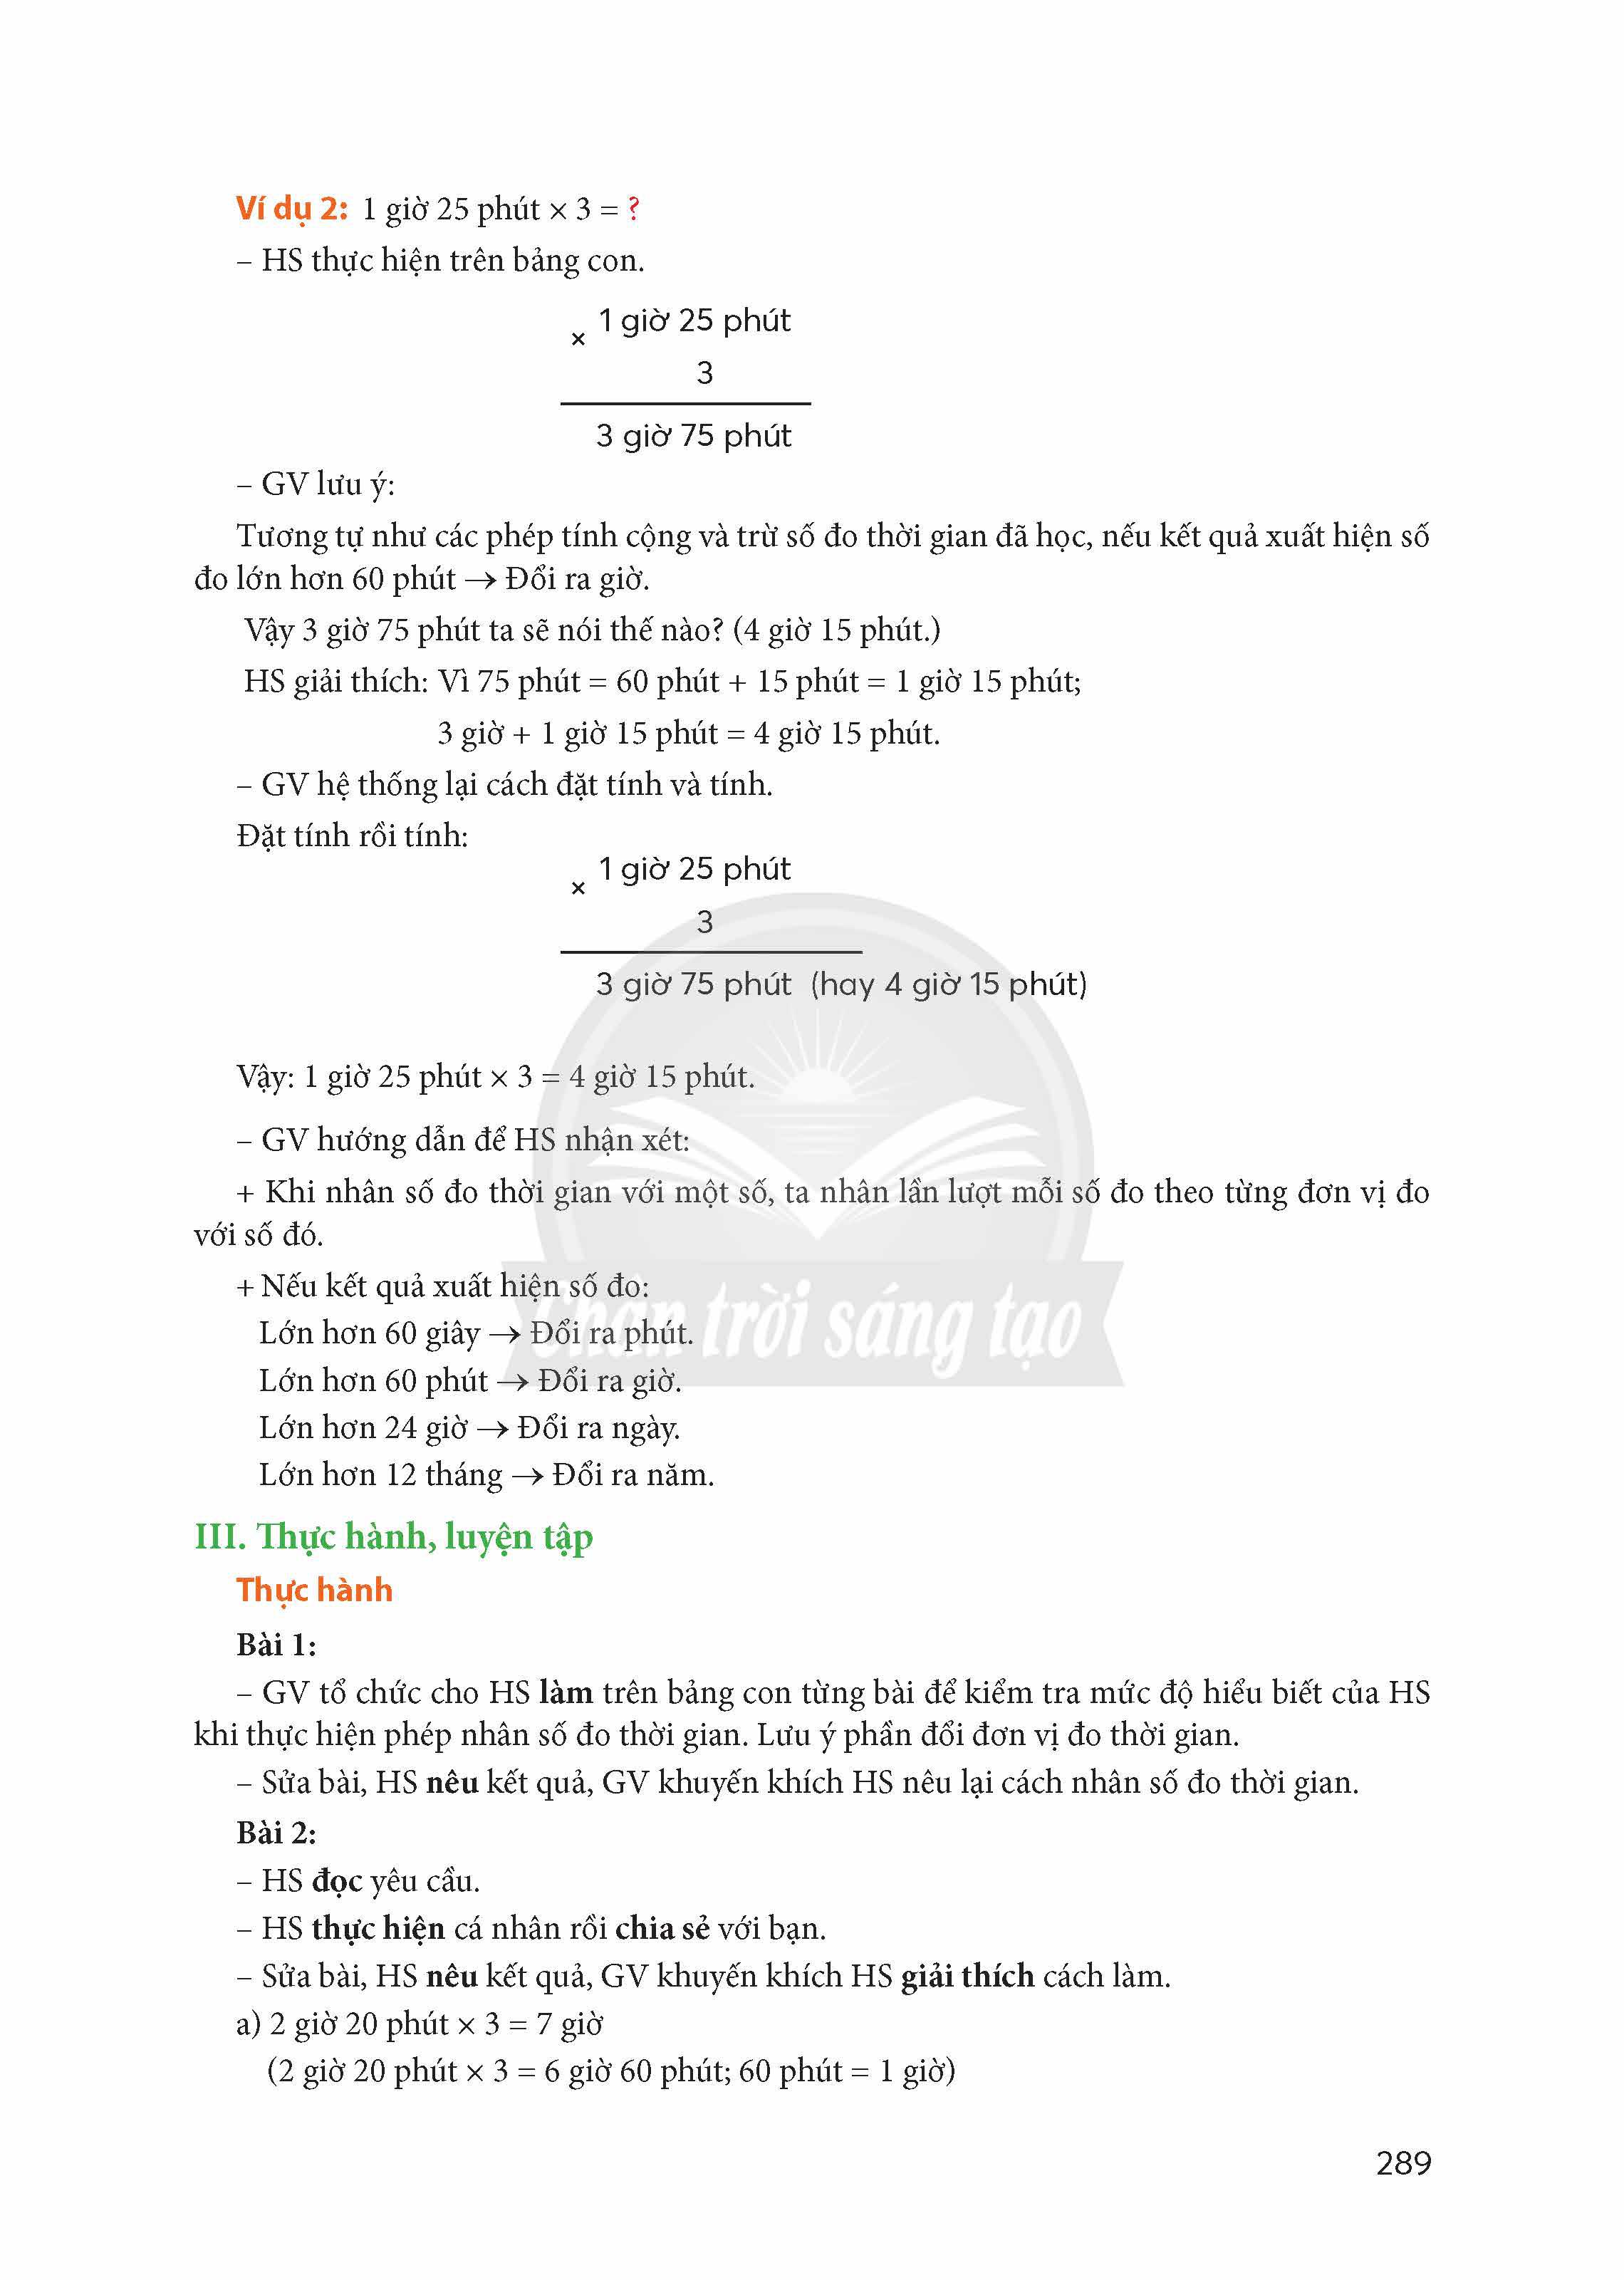 Ví dụ 2: 1 giờ 25 phút × 3 = ?
– HS thực hiện trên bảng con.
1 giờ 25 phút
×
3
3 giờ 75 phút
– GV lưu ý:
Tương tự như các phép tính cộng và trừ số đo thời gian đã học, nếu kết quả xuất hiện số
đo lớn hơn 60 phút → Đổi ra giờ.
Vậy 3 giờ 75 phút ta sẽ nói thế nào? (4 giờ 15 phút.)
HS giải thích: Vì 75 phút = 60 phút + 15 phút = 1 giờ 15 phút;
3 giờ + 1 giờ 15 phút = 4 giờ 15 phút.
– GV hệ thống lại cách đặt tính và tính.
Đặt tính rồi tính:
1 giờ 25 phút
×
3
3 giờ 75 phút (hay 4 giờ 15 phút)
Vậy: 1 giờ 25 phút × 3 = 4 giờ 15 phút.
– GV hướng dẫn để HS nhận xét:
+ Khi nhân số đo thời gian với một số, ta nhân lần lượt mỗi số đo theo từng đơn vị đo
với số đó.
+ Nếu kết quả xuất hiện số đo:
Lớn hơn 60 giây → Đổi ra phút.
Chân trời sáng tạo
Lớn hơn 60 phút → Đổi ra giờ.
Lớn hơn 24 giờ → Đổi ra ngày.
Lớn hơn 12 tháng → Đổi ra năm.
III. Thực hành, luyện tập
Thực hành
Bài 1:
– GV tổ chức cho HS làm trên bảng con từng bài để kiểm tra mức độ hiểu biết của HS
khi thực hiện phép nhân số đo thời gian. Lưu ý phần đổi đơn vị đo thời gian.
– Sửa bài, HS nêu kết quả, GV khuyến khích HS nêu lại cách nhân số đo thời gian.
Bài 2:
– HS đọc yêu cầu.
– HS thực hiện cá nhân rồi chia sẻ với bạn.
– Sửa bài, HS nêu kết quả, GV khuyến khích HS giải thích cách làm.
a) 2 giờ 20 phút × 3 = 7 giờ
(2 giờ 20 phút × 3 = 6 giờ 60 phút; 60 phút = 1 giờ)
289